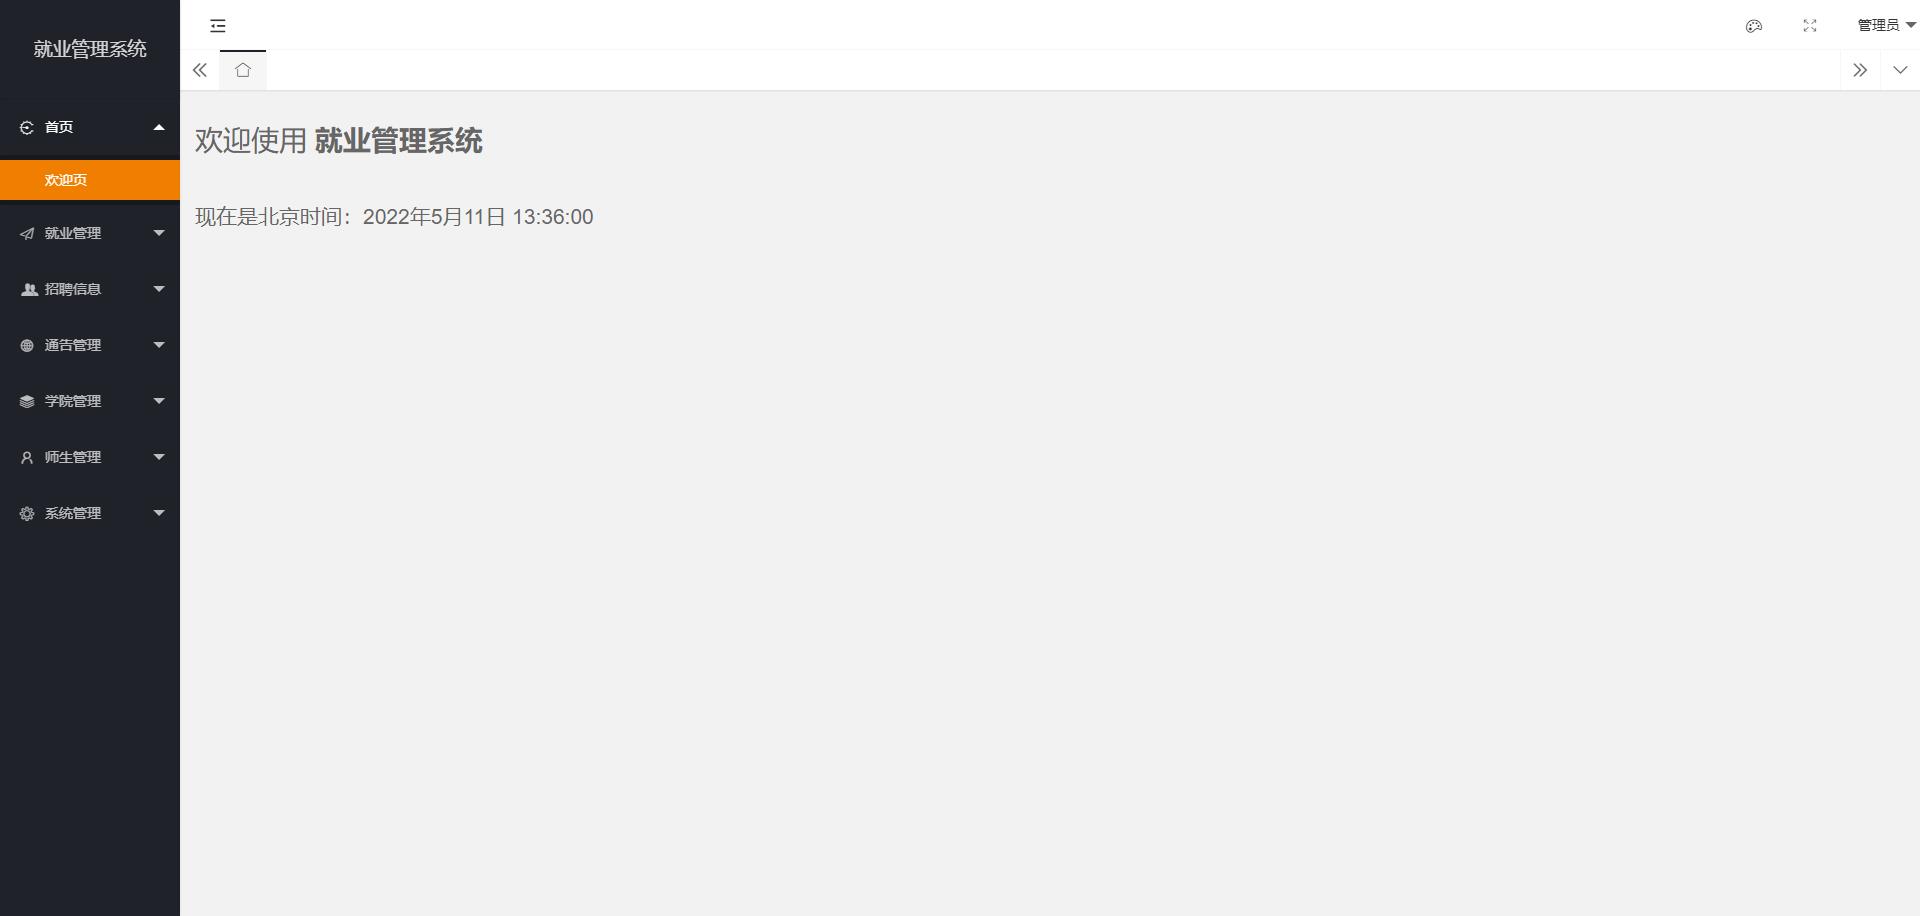 就业管理系统
管理员
首页
欢迎页
就业管理
招聘信息
通告管理
学院管理
师生管理
系统管理
欢迎使用 就业管理系统
现在是北京时间：2022年5月11日 13:36:00